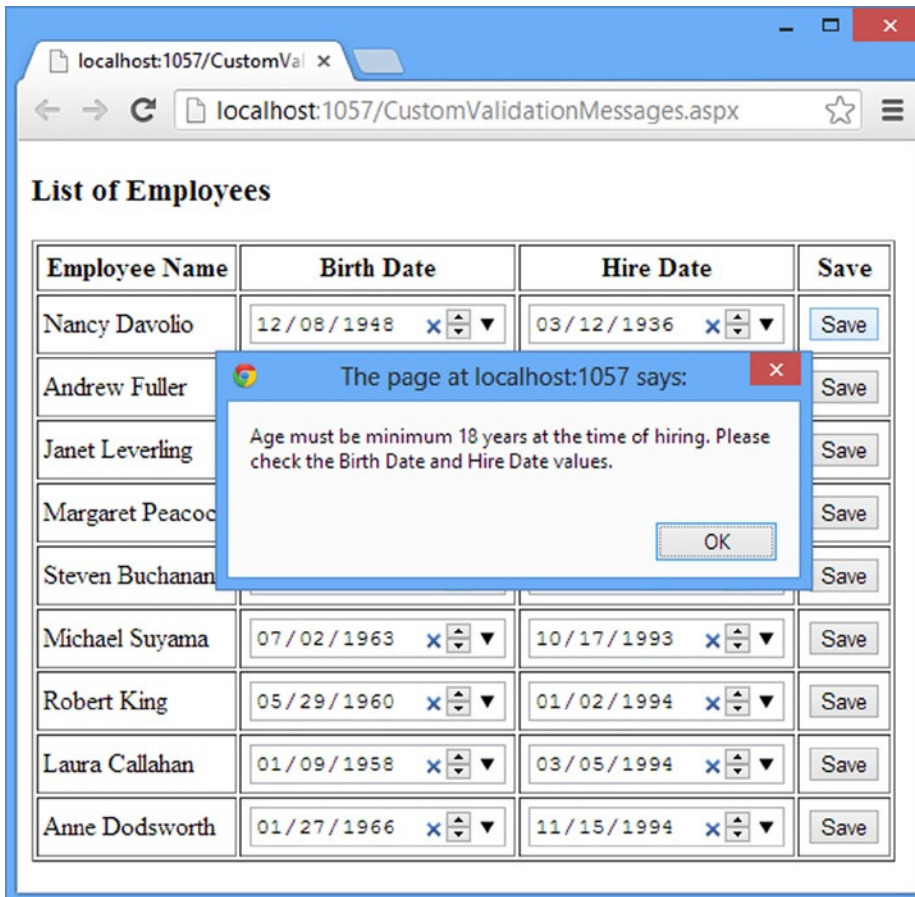 localhost:1057/CustomVal
localhost:1057/CustomValidationMessages.aspx
List of Employees
Employee Name Birth Date Hire Date Save
Nancy Davolio 12/08/1948 03/12/1936 Save
The page at localhost:1057 says:
Andrew Fuller Save
Age must be minimum 18 years at the time of hiring. Please
check the Birth Date and Hire Date values.
Janet Leverling Save
Margaret Peacoc Save
OK
Steven Buchanan Save
Michael Suyama 07/02/1963 10/17/1993 Save
Robert King 05/29/1960 01/02/1994 Save
Laura Callahan 01/09/1958 03/05/1994 Save
Anne Dodsworth 01/27/1966 11/15/1994 Save